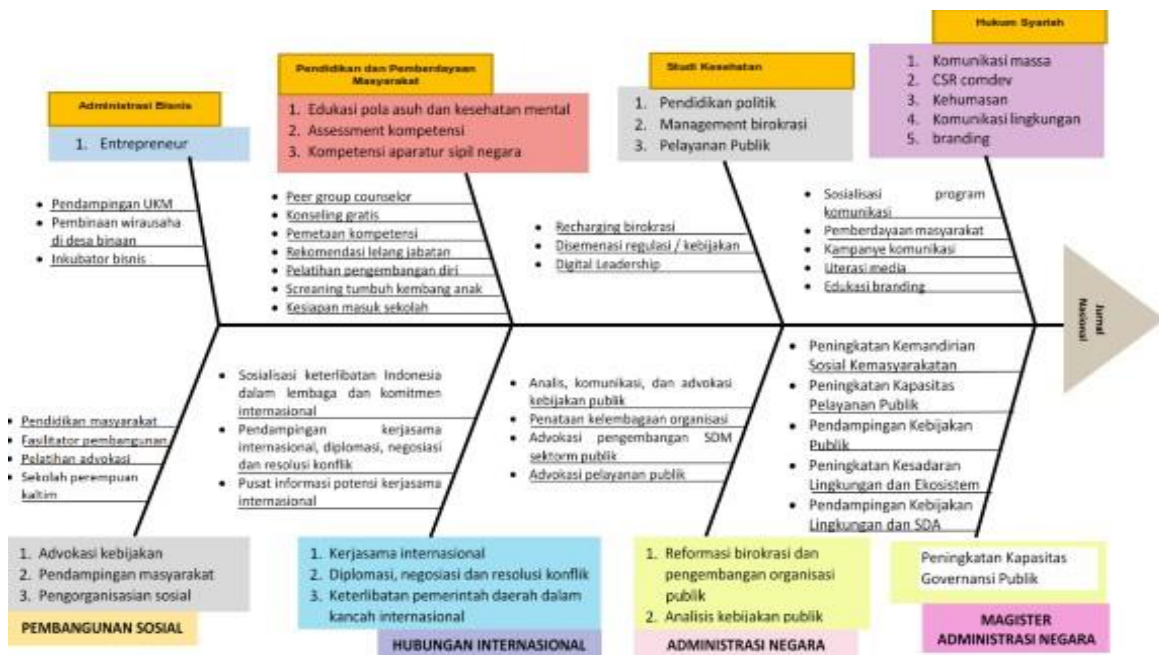 Hukum Syariah
1. Komunikasi massa
2. CSR comdev
3. Kehumasan
4. Komunikasi lingkungan
5. branding
Pendidikan dan Pemberdayaan
Masyarakat
1. Edukasi pola asuh dan kesehatan mental
2. Assessment kompetensi
3. Kompetensi aparatur sipil negara
Studi Kesehatan
1. Pendidikan politik
2. Management birokrasi
3. Pelayanan Publik
Administrasi Bisnis
1. Entrepreneur
• Pendampingan UKM
• Pembinaan wirausaha
di desa binaan
• Inkubator bisnis
• Peer group counselor
• Konseling gratis
• Pemetaan kompetensi
• Rekomendasi lelang jabatan
• Pelatihan pengembangan diri
• Screaning tumbuh kembang anak
• Kesiapan masuk sekolah
• Recharging birokrasi
• Disemenasi regulasi / kebijakan
• Digital Leadership
• Sosialisasi program
komunikasi
• Pemberdayaan masyarakat
• Kampanye komunikasi
• Literasi media
• Edukasi branding
Jurnal
Nasional
• Pendidikan masyarakat
• Fasilitator pembangunan
• Pelatihan advokasi
• Sekolah perempuan
kaltim
• Sosialisasi keterlibatan Indonesia
dalam lembaga dan komitmen
internasional
• Pendampingan kerjasama
internasional, diplomasi, negosiasi
dan resolusi konflik
• Pusat informasi potensi kerjasama
internasional
• Analis, komunikasi, dan advokasi
kebijakan publik
• Penataan kelembagaan organisasi
• Advokasi pengembangan SDM
sektorm publik
• Advokasi pelayanan publik
• Peningkatan Kemandirian
Sosial Kemasyarakatan
• Peningkatan Kapasitas
Pelayanan Publik
• Pendampingan Kebijakan
Publik
• Peningkatan Kesadaran
Lingkungan dan Ekosistem
• Pendampingan Kebijakan
Lingkungan dan SDA
1. Advokasi kebijakan
2. Pendampingan masyarakat
3. Pengorganisasian sosial
PEMBANGUNAN SOSIAL
1. Kerjasama internasional
2. Diplomasi, negosiasi dan resolusi konflik
3. Keterlibatan pemerintah daerah dalam
kancah internasional
HUBUNGAN INTERNASIONAL
1. Reformasi birokrasi dan
pengembangan organisasi
publik
2. Analisis kebijakan publik
ADMINISTRASI NEGARA
Peningkatan Kapasitas
Governansi Publik
MAGISTER
ADMINISTRASI NEGARA